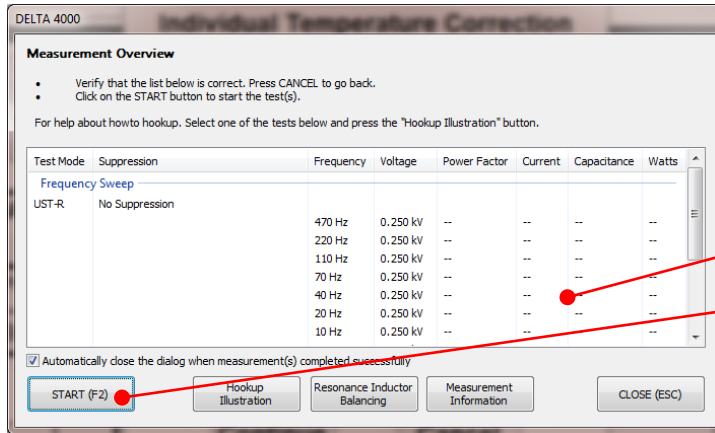 DELTA 4000
Individual Temperature Correction
Measurement Overview
• Verify that the list below is correct. Press CANCEL to go back.
• Click on the START button to start the test(s).
For help about howto hookup. Select one of the tests below and press the "Hookup Illustration" button.
Test Mode Suppression Frequency Voltage Power Factor Current Capacitance Watts
Frequency Sweep
UST-R No Suppression
470 Hz 0.250 kV -- -- -- --
220 Hz 0.250 kV -- -- -- --
110 Hz 0.250 kV -- -- -- --
70 Hz 0.250 kV -- -- -- --
40 Hz 0.250 kV -- -- -- --
20 Hz 0.250 kV -- -- -- --
10 Hz 0.250 kV -- -- -- --
Automatically close the dialog when measurement(s) completed successfully
START (F2)
Hookup
Illustration
Resonance Inductor
Balancing
Measurement
Information
CLOSE (ESC)
Continue Cancel